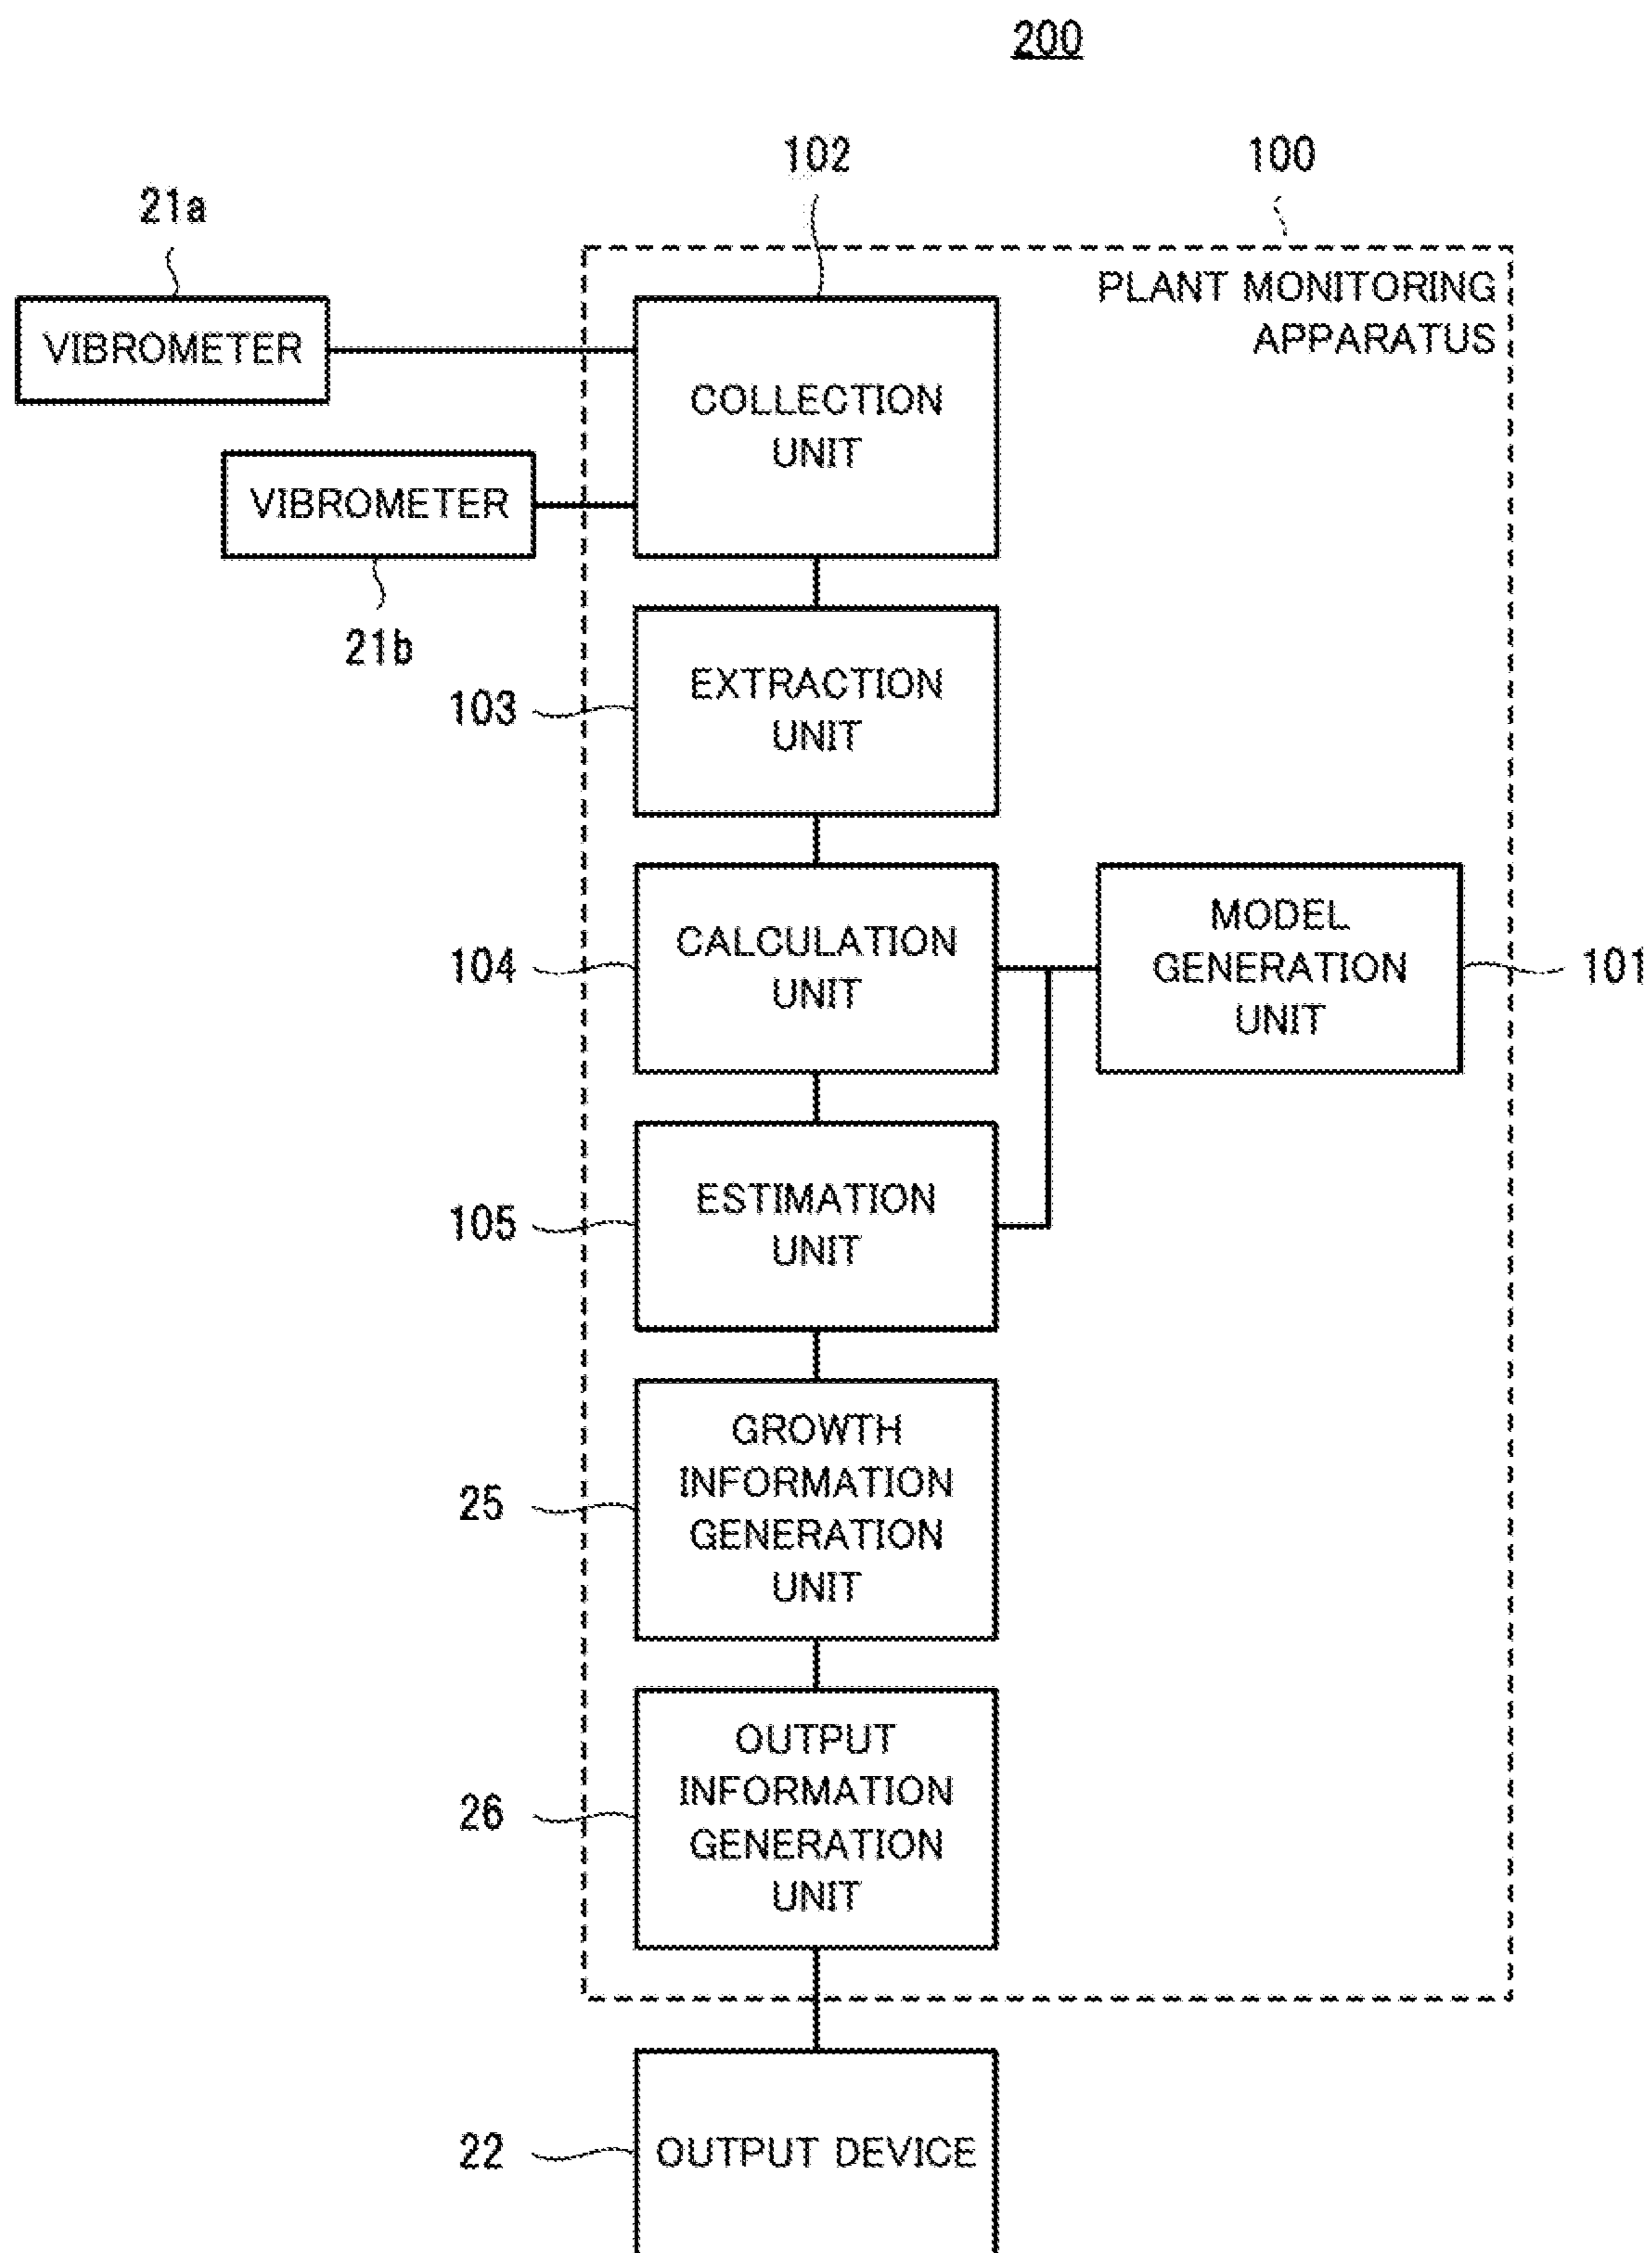 200
102
100
21a
PLANT MONITORING
APPARATUS
VIBROMETER
COLLECTION
UNIT
VIBROMETER
21b
103
EXTRACTION
UNIT
104
CALCULATION
UNIT
MODEL
GENERATION
UNIT
101
105
ESTIMATION
UNIT
25
GROWTH
INFORMATION
GENERATION
UNIT
26
OUTPUT
INFORMATION
GENERATION
UNIT
22
OUTPUT DEVICE